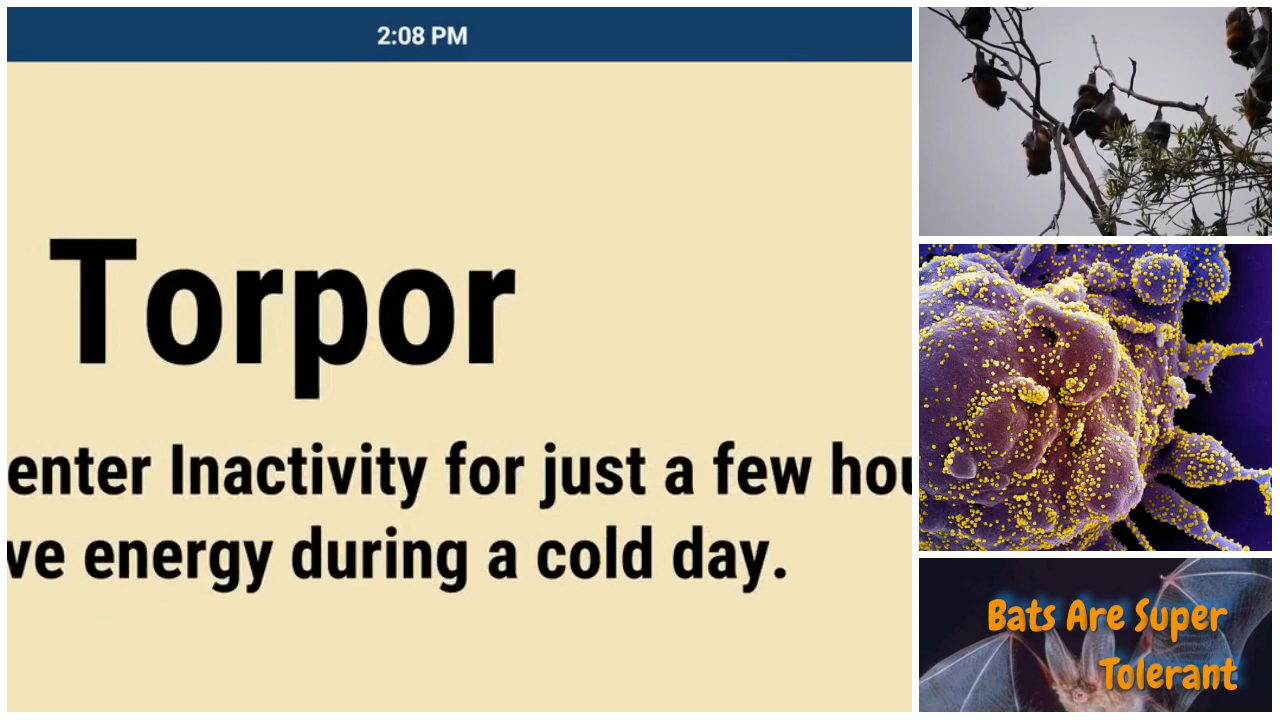 2:08 PM
Torpor
enter Inactivity for just a few hou
ve energy during a cold day.
Bats Are Super
Tolerant